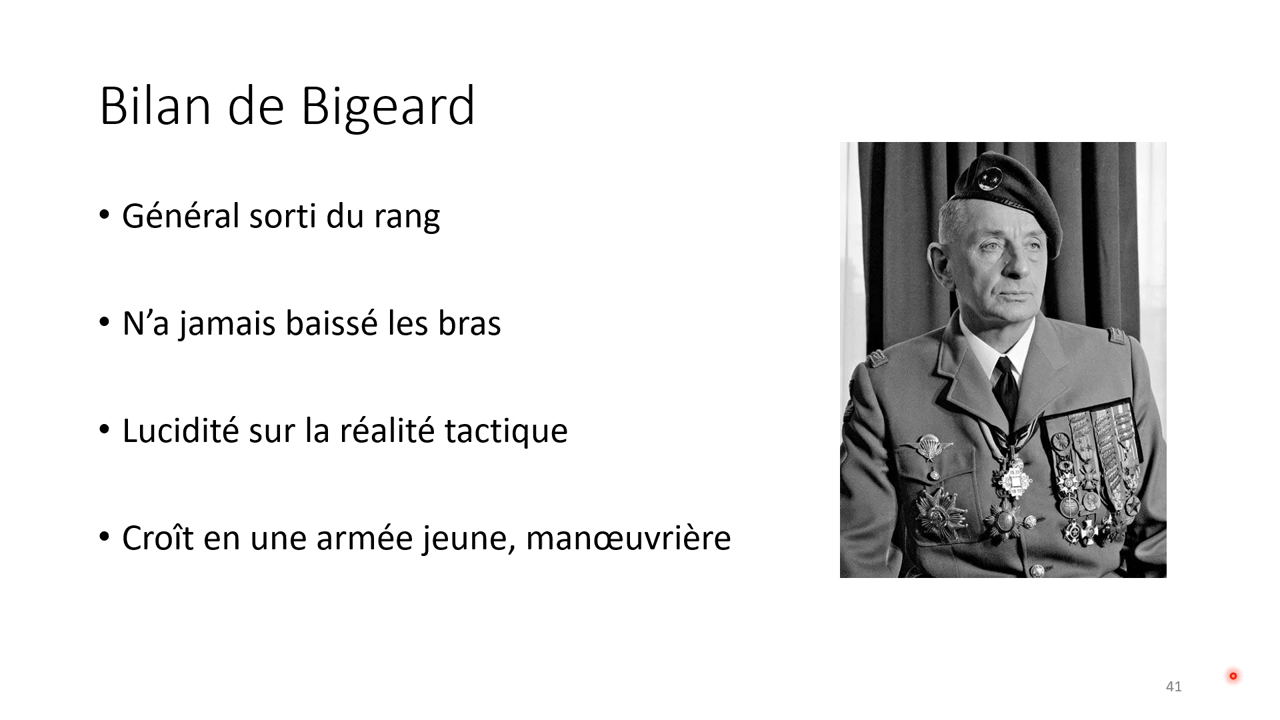 Bilan de Bigeard
• Général sorti du rang
• N’a jamais baissé les bras
• Lucidité sur la réalité tactique
• Croît en une armée jeune, manœuvrière
41